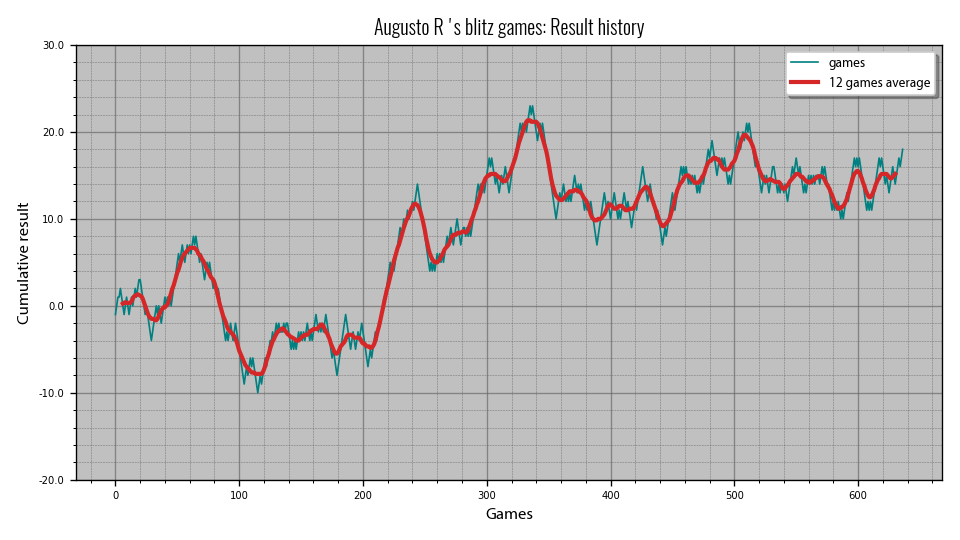 Augusto R 's blitz games: Result history
30.0
20.0
10.0
0.0
-10.0
-20.0
Cumulative result
games
12 games average
0 100 200 300 400 500 600
Games